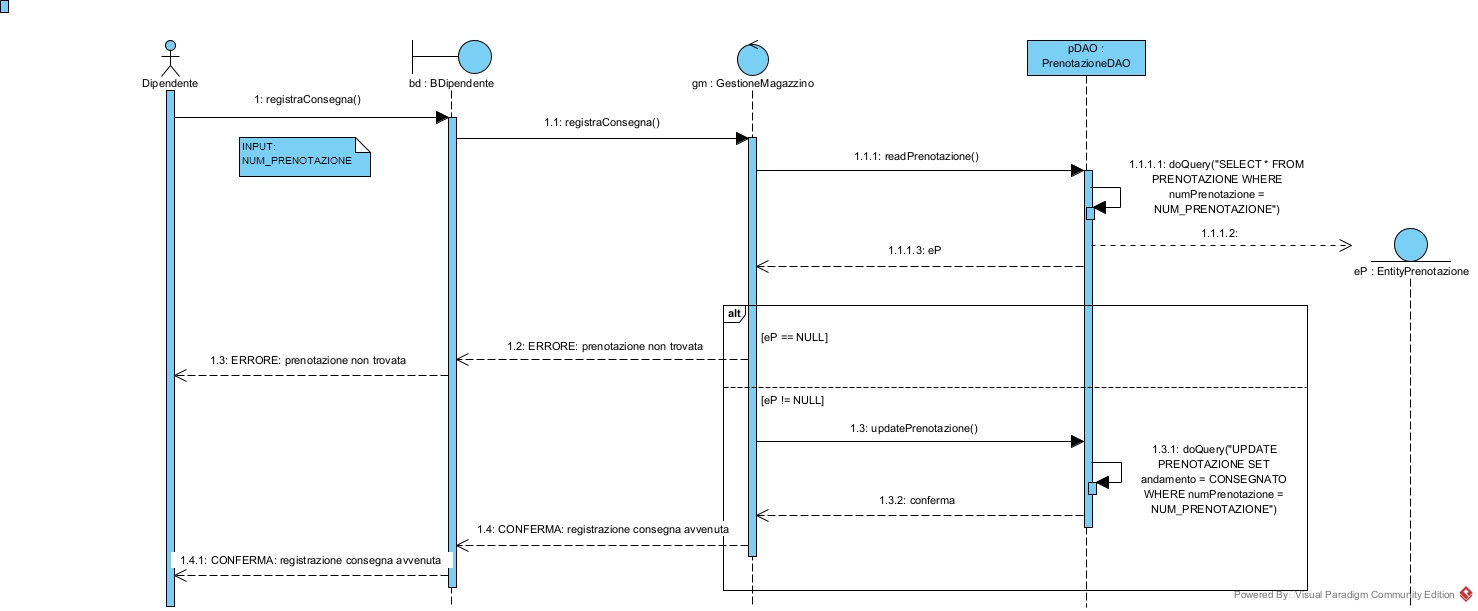 Dipendente
bd : BDipendente
gm : GestioneMagazzino
pDAO :
PrenotazioneDAO
1: registraConsegna()
INPUT:
NUM_PRENOTAZIONE
1.1: registraConsegna()
1.1.1: readPrenotazione()
1.1.1.1: doQuery("SELECT * FROM
PRENOTAZIONE WHERE
numPrenotazione =
NUM_PRENOTAZIONE")
1.1.1.2:
eP : EntityPrenotazione
1.1.1.3: eP
alt
[eP == NULL]
1.2: ERRORE: prenotazione non trovata
1.3: ERRORE: prenotazione non trovata
[eP != NULL]
1.3: updatePrenotazione()
1.3.1: doQuery("UPDATE
PRENOTAZIONE SET
andamento = CONSEGNATO
WHERE numPrenotazione =
NUM_PRENOTAZIONE")
1.3.2: conferma
1.4: CONFERMA: registrazione consegna avvenuta
1.4.1: CONFERMA: registrazione consegna avvenuta
Powered By Visual Paradigm Community Edition